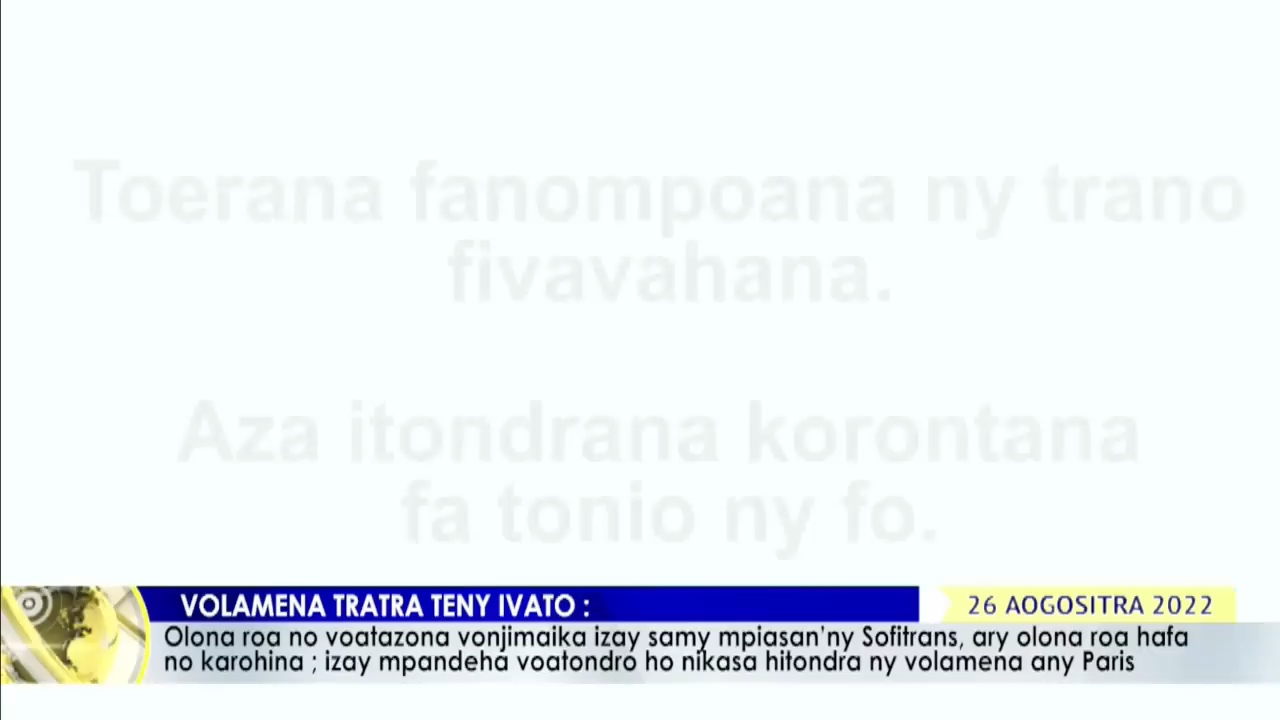 Toerana fanompoana ny trano
fivavahana.
Aza itondrana korontana
fa tonio ny fo.
VOLAMENA TRATRA TENY IVATO :
26 AOGOSITRA 2022
Olona roa no voatazona vonjimaika izay samy mpiasan'ny Sofitrans, ary olona roa hafa
no karohina ; izay mpandeha voatondro ho nikasa hitondra ny volamena any Paris